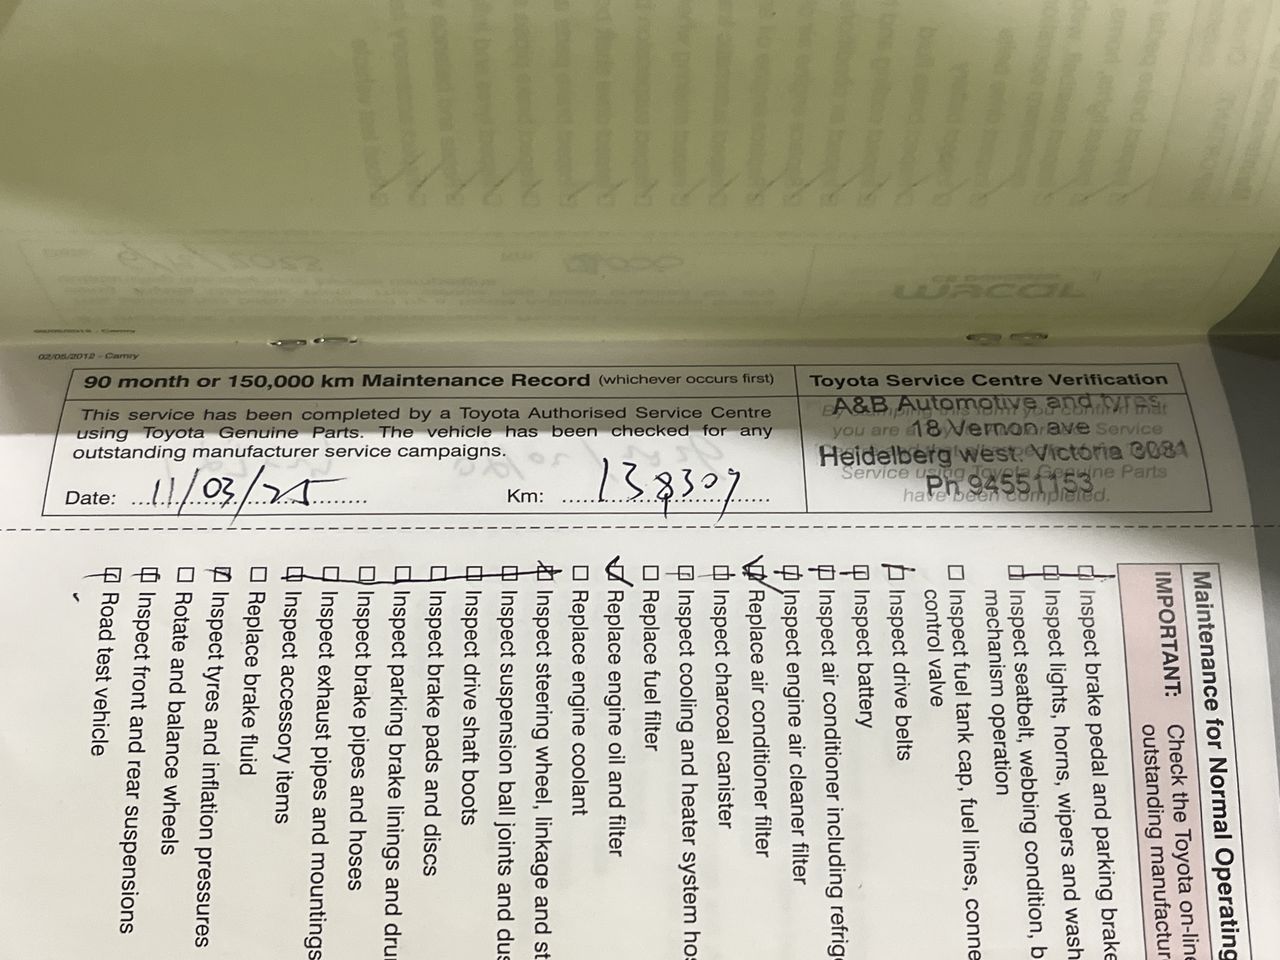 02/05/2012 - Camry
90 month or 150,000 km Maintenance Record (whichever occurs first)
This service has been completed by a Toyota Authorised Service Centre
using Toyota Genuine Parts. The vehicle has been checked for any
outstanding manufacturer service campaigns.
Date: 11/03/25 Km: 138309
Toyota Service Centre Verification
A&B Automotive and tyres
18 Vernon ave
Heidelberg west, Victoria 3081
Ph 94551153
Maintenance for Normal Operating
IMPORTANT: Check the Toyota on-line
outstanding manufactur
Inspect brake pedal and parking brake
Inspect lights, horns, wipers and wash
Inspect seatbelt, webbing condition, b
mechanism operation
Inspect fuel tank cap, fuel lines, conne
control valve
Inspect drive belts
Inspect battery
Inspect air conditioner including refrig
Inspect engine air cleaner filter
Replace air conditioner filter
Inspect charcoal canister
Inspect cooling and heater system hos
Replace fuel filter
Replace engine oil and filter
Replace engine coolant
Inspect steering wheel, linkage and st
Inspect suspension ball joints and dus
Inspect drive shaft boots
Inspect brake pads and discs
Inspect parking brake linings and dru
Inspect brake pipes and hoses
Inspect exhaust pipes and mountings
Inspect accessory items
Replace brake fluid
Inspect tyres and inflation pressures
Rotate and balance wheels
Inspect front and rear suspensions
Road test vehicle